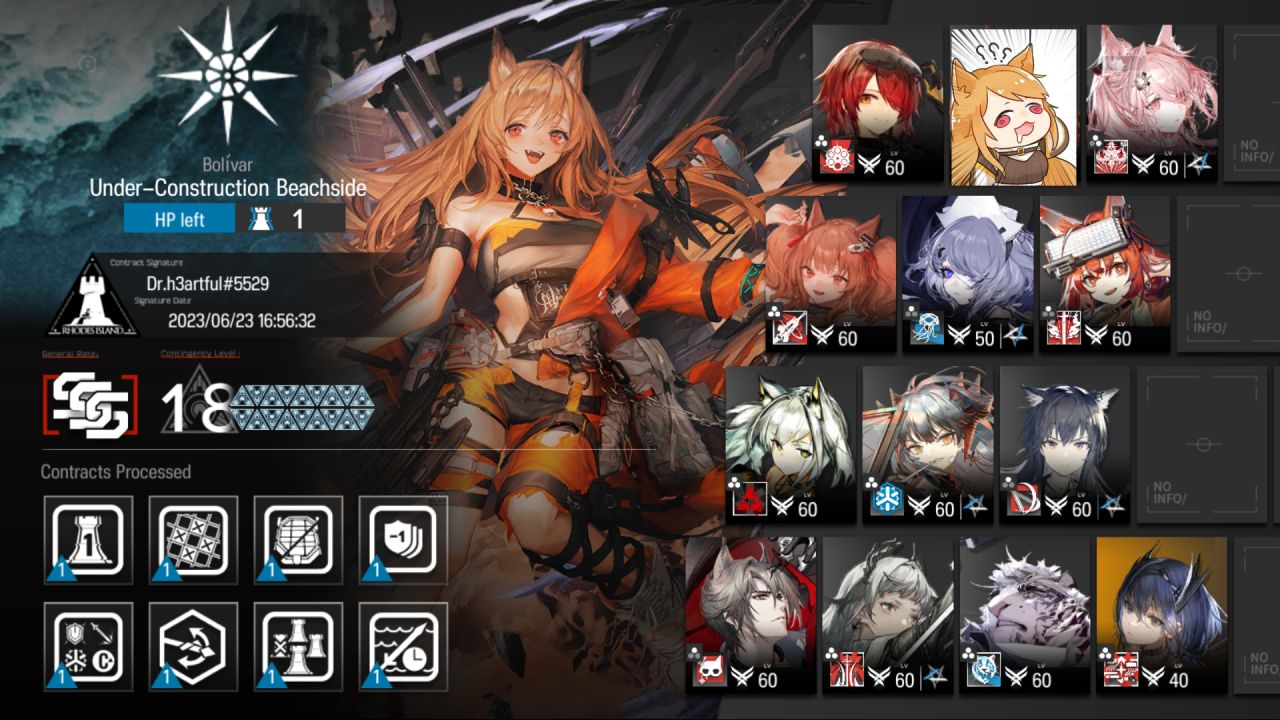 Bolívar
Under-Construction Beachside
HP left 1
Contract Signature
Dr.h3artful#5529
Signature Date
2023/06/23 16:56:32
RHODES ISLAND
General Rate:
Contingency Level:
18
Contracts Processed
1
-1
1
1
1
1
1
1
1
1
???
LV
60
LV
60
NO
INFO/
LV
60
LV
50
LV
60
NO
INFO/
LV
60
LV
60
LV
60
NO
INFO/
LV
60
LV
60
LV
60
LV
40
NO
INFO